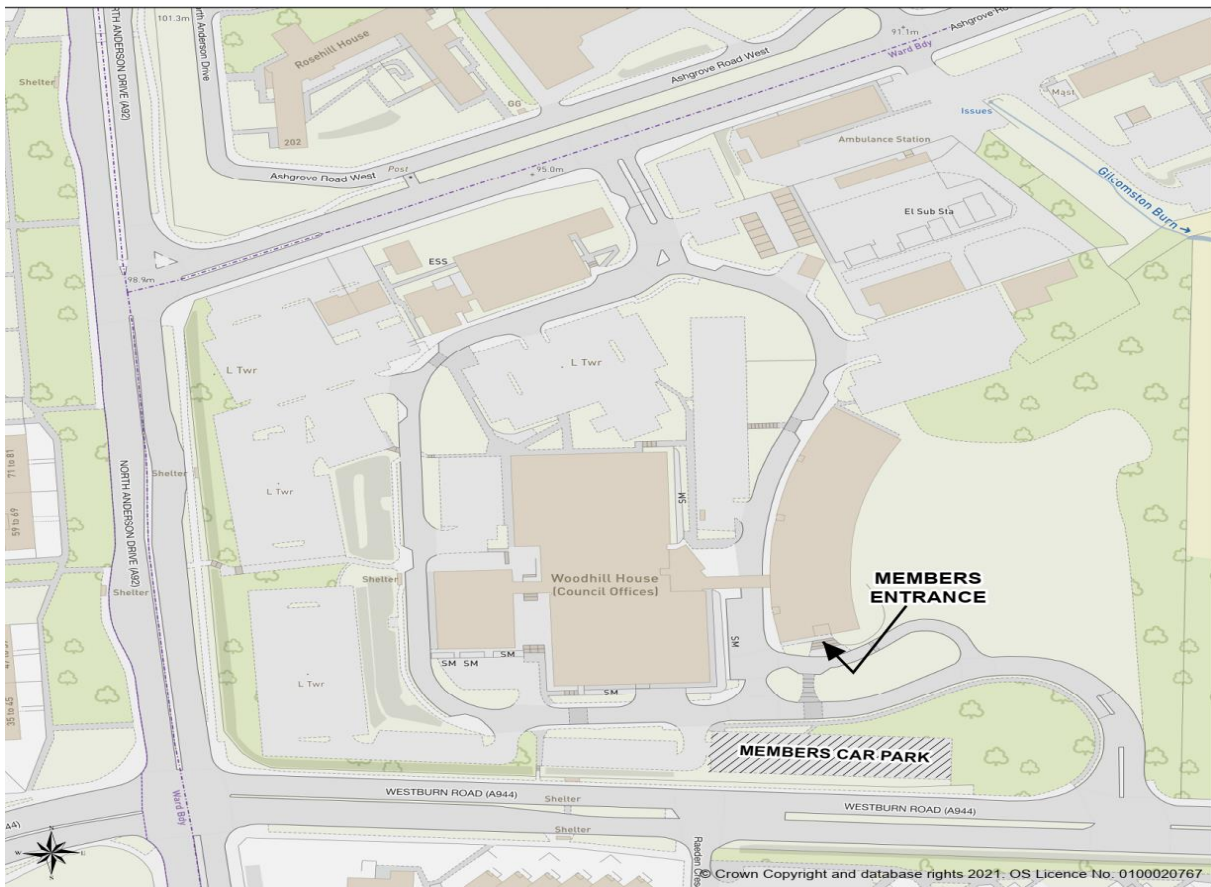 101.3m
NORTH ANDERSON DRIVE (A92)
North Anderson Drive
Rosehill House
GG
202
Ashgrove Road West
91.1m
Ward Bdy
Shelter
Ashgrove Road West
Post
95.0m
Mast
Issues
Ambulance Station
Gilcomston Burn
El Sub Sta
98.9m
ESS
L Twr
L Twr
71 to 81
59 to 69
NORTH ANDERSON DRIVE (A92)
Shelter
L Twr
SM
Shelter
Shelter
Woodhill House
(Council Offices)
MEMBERS
ENTRANCE
SM
SM
SM
SM
SM
L Twr
35 to 45
MEMBERS CAR PARK
WESTBURN ROAD (A944)
Shelter
WESTBURN ROAD (A944)
Ward Bdy
Shelter
W
E
S
© Crown Copyright and database rights 2021. OS Licence No. 0100020767